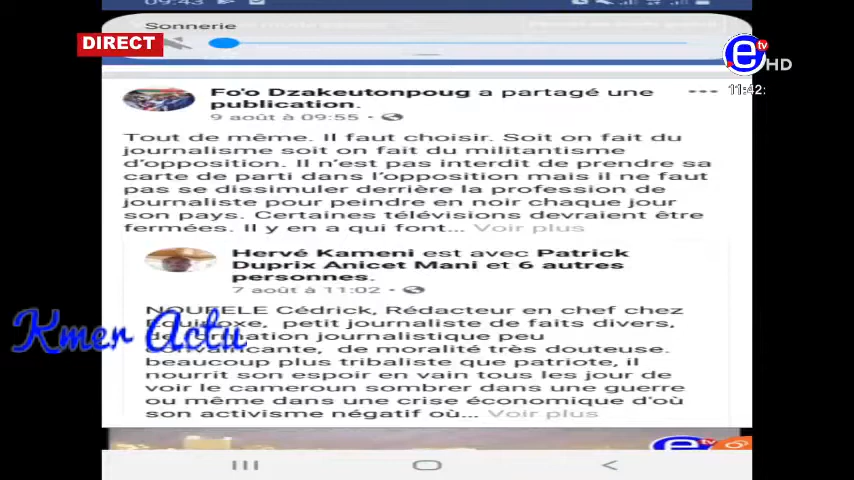 09:43
Sonnerie
DIRECT
e tv HD
11:42:
Fo'o Dzakeutonpoug a partagé une
publication.
9 août à 09:55 •
Tout de même. Il faut choisir. Soit on fait du
journalisme soit on fait du militantisme
d'opposition. Il n'est pas interdit de prendre sa
carte de parti dans l'opposition mais il ne faut
pas se dissimuler derrière la profession de
journaliste pour peindre en noir chaque jour
son pays. Certaines télévisions devraient être
fermées. Il y en a qui font... Voir plus
Hervé Kameni est avec Patrick
Duprix Anicet Mani et 6 autres
personnes.
7 août à 11:02 •
NOUFELE Cédrick, Rédacteur en chef chez
petit journaliste de faits divers,
journalistique peu
de moralité très douteuse.
beaucoup plus tribaliste que patriote, il
nourrit son espoir en vain tous les jour de
voir le cameroun sombrer dans une guerre
ou même dans une crise économique d'où
son activisme négatif où... Voir plus
Kmer Actu
e tv